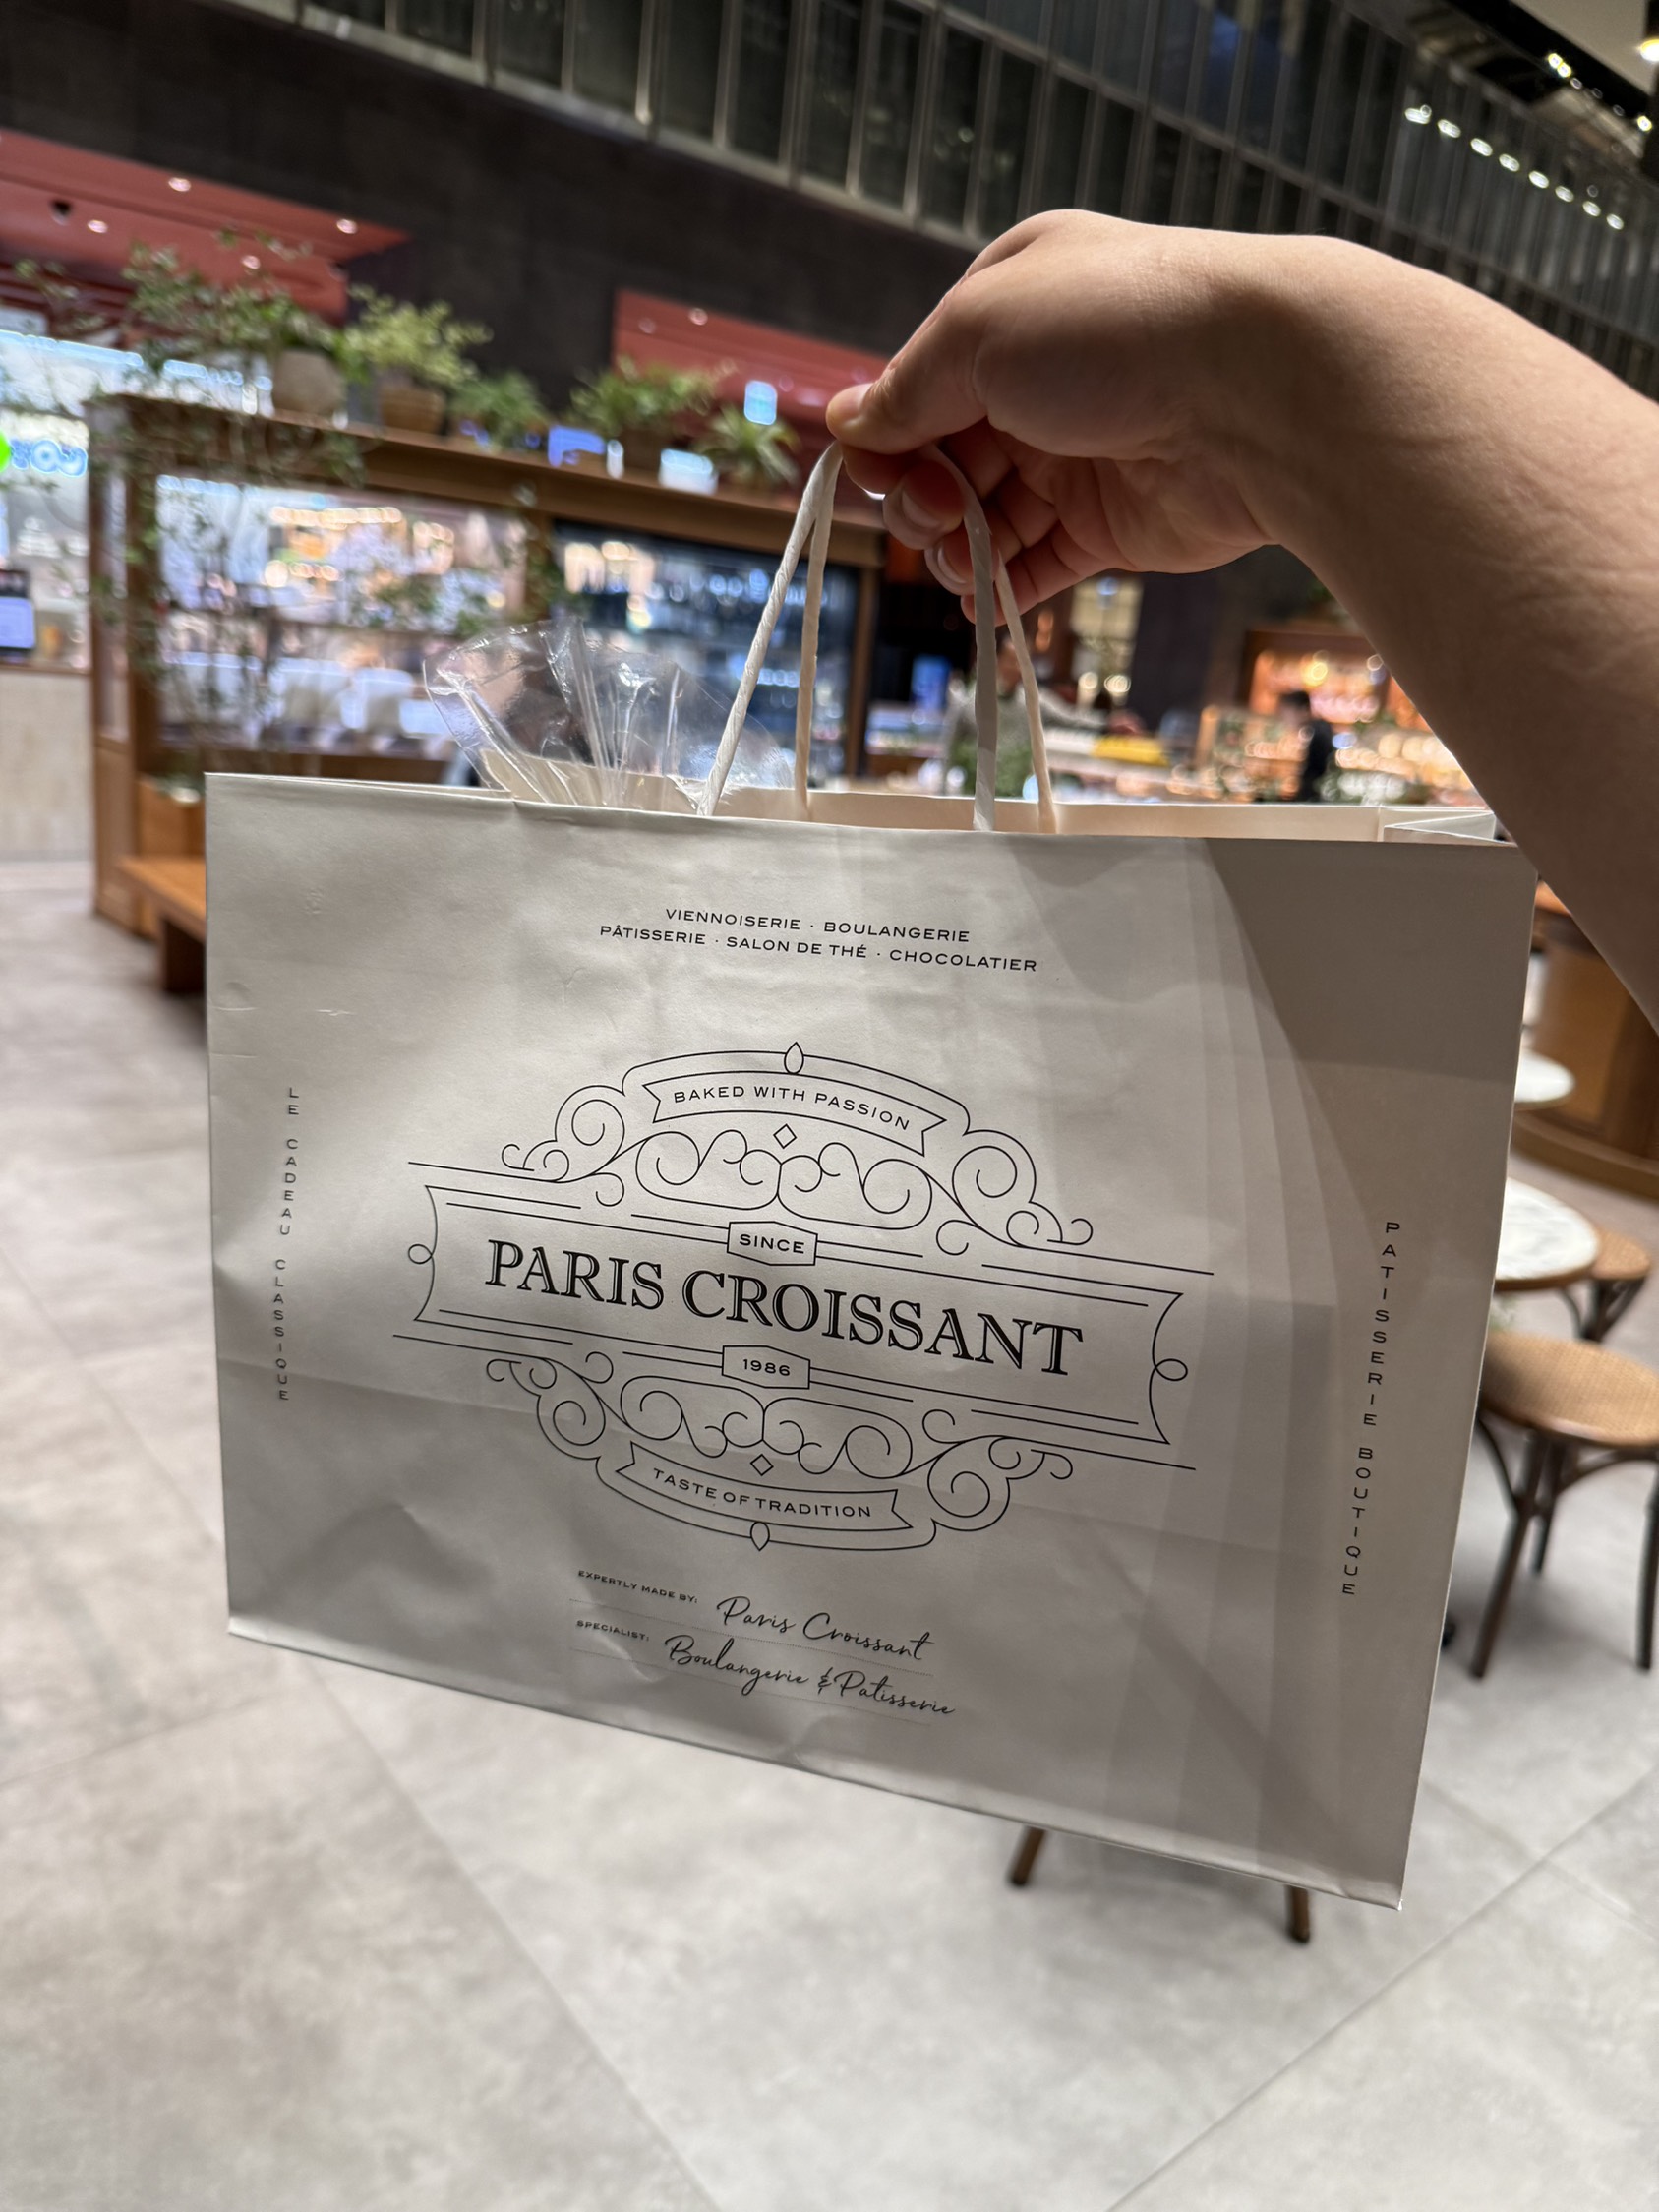 VIENNOISERIE · BOULANGERIE
PÂTISSERIE · SALON DE THÉ · CHOCOLATIER
LE CADEAU CLASSIQUE
BAKED WITH PASSION
SINCE
PARIS CROISSANT
1986
TASTE OF TRADITION
PATISSERIE BOUTIQUE
EXPERTLY MADE BY: Paris Croissant
SPECIALIST: Boulangerie & Patisserie